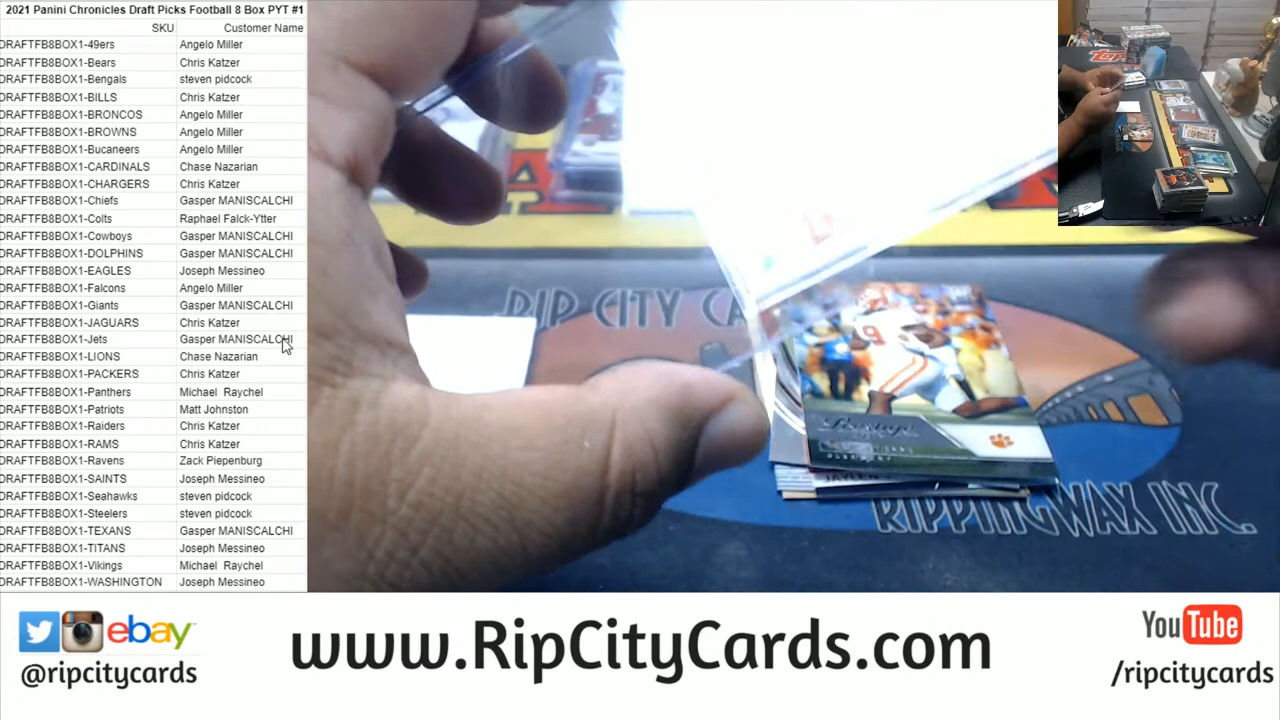 2021 Panini Chronicles Draft Picks Football 8 Box PYT #1
SKU Customer Name
DRAFTFB8BOX1-49ers Angelo Miller
DRAFTFB8BOX1-Bears Chris Katzer
DRAFTFB8BOX1-Bengals steven pidcock
DRAFTFB8BOX1-BILLS Chris Katzer
DRAFTFB8BOX1-BRONCOS Angelo Miller
DRAFTFB8BOX1-BROWNS Angelo Miller
DRAFTFB8BOX1-Bucaneers Angelo Miller
DRAFTFB8BOX1-CARDINALS Chase Nazarian
DRAFTFB8BOX1-CHARGERS Chris Katzer
DRAFTFB8BOX1-Chiefs Gasper MANISCALCHI
DRAFTFB8BOX1-Colts Raphael Falck-Ytter
DRAFTFB8BOX1-Cowboys Gasper MANISCALCHI
DRAFTFB8BOX1-DOLPHINS Gasper MANISCALCHI
DRAFTFB8BOX1-EAGLES Joseph Messineo
DRAFTFB8BOX1-Falcons Angelo Miller
DRAFTFB8BOX1-Giants Gasper MANISCALCHI
DRAFTFB8BOX1-JAGUARS Chris Katzer
DRAFTFB8BOX1-Jets Gasper MANISCALCHI
DRAFTFB8BOX1-LIONS Chase Nazarian
DRAFTFB8BOX1-PACKERS Chris Katzer
DRAFTFB8BOX1-Panthers Michael Raychel
DRAFTFB8BOX1-Patriots Matt Johnston
DRAFTFB8BOX1-Raiders Chris Katzer
DRAFTFB8BOX1-RAMS Chris Katzer
DRAFTFB8BOX1-Ravens Zack Piepenburg
DRAFTFB8BOX1-SAINTS Joseph Messineo
DRAFTFB8BOX1-Seahawks steven pidcock
DRAFTFB8BOX1-Steelers steven pidcock
DRAFTFB8BOX1-TEXANS Gasper MANISCALCHI
DRAFTFB8BOX1-TITANS Joseph Messineo
DRAFTFB8BOX1-Vikings Michael Raychel
DRAFTFB8BOX1-WASHINGTON Joseph Messineo
RIP CITY CA
Prestige
RIPPINGWAX INC.
ebay
@ripcitycards
www.RipCityCards.com
YouTube
/ripcitycards